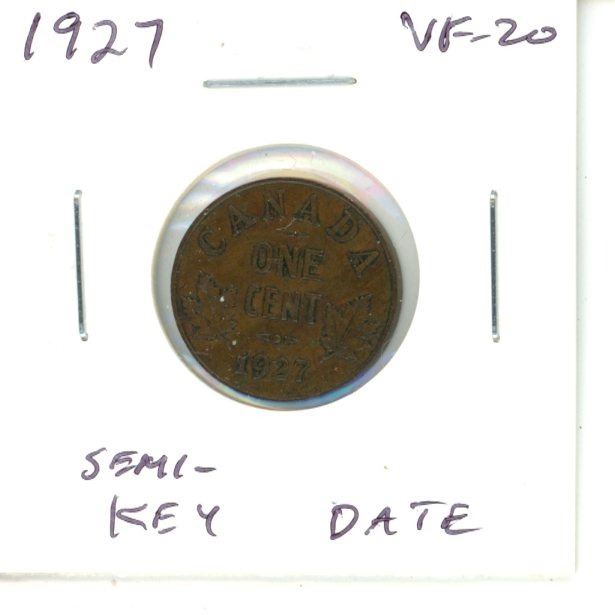 1927 VF-20
CANADA
ONE
CENT
1927
SEMI-
KEY DATE